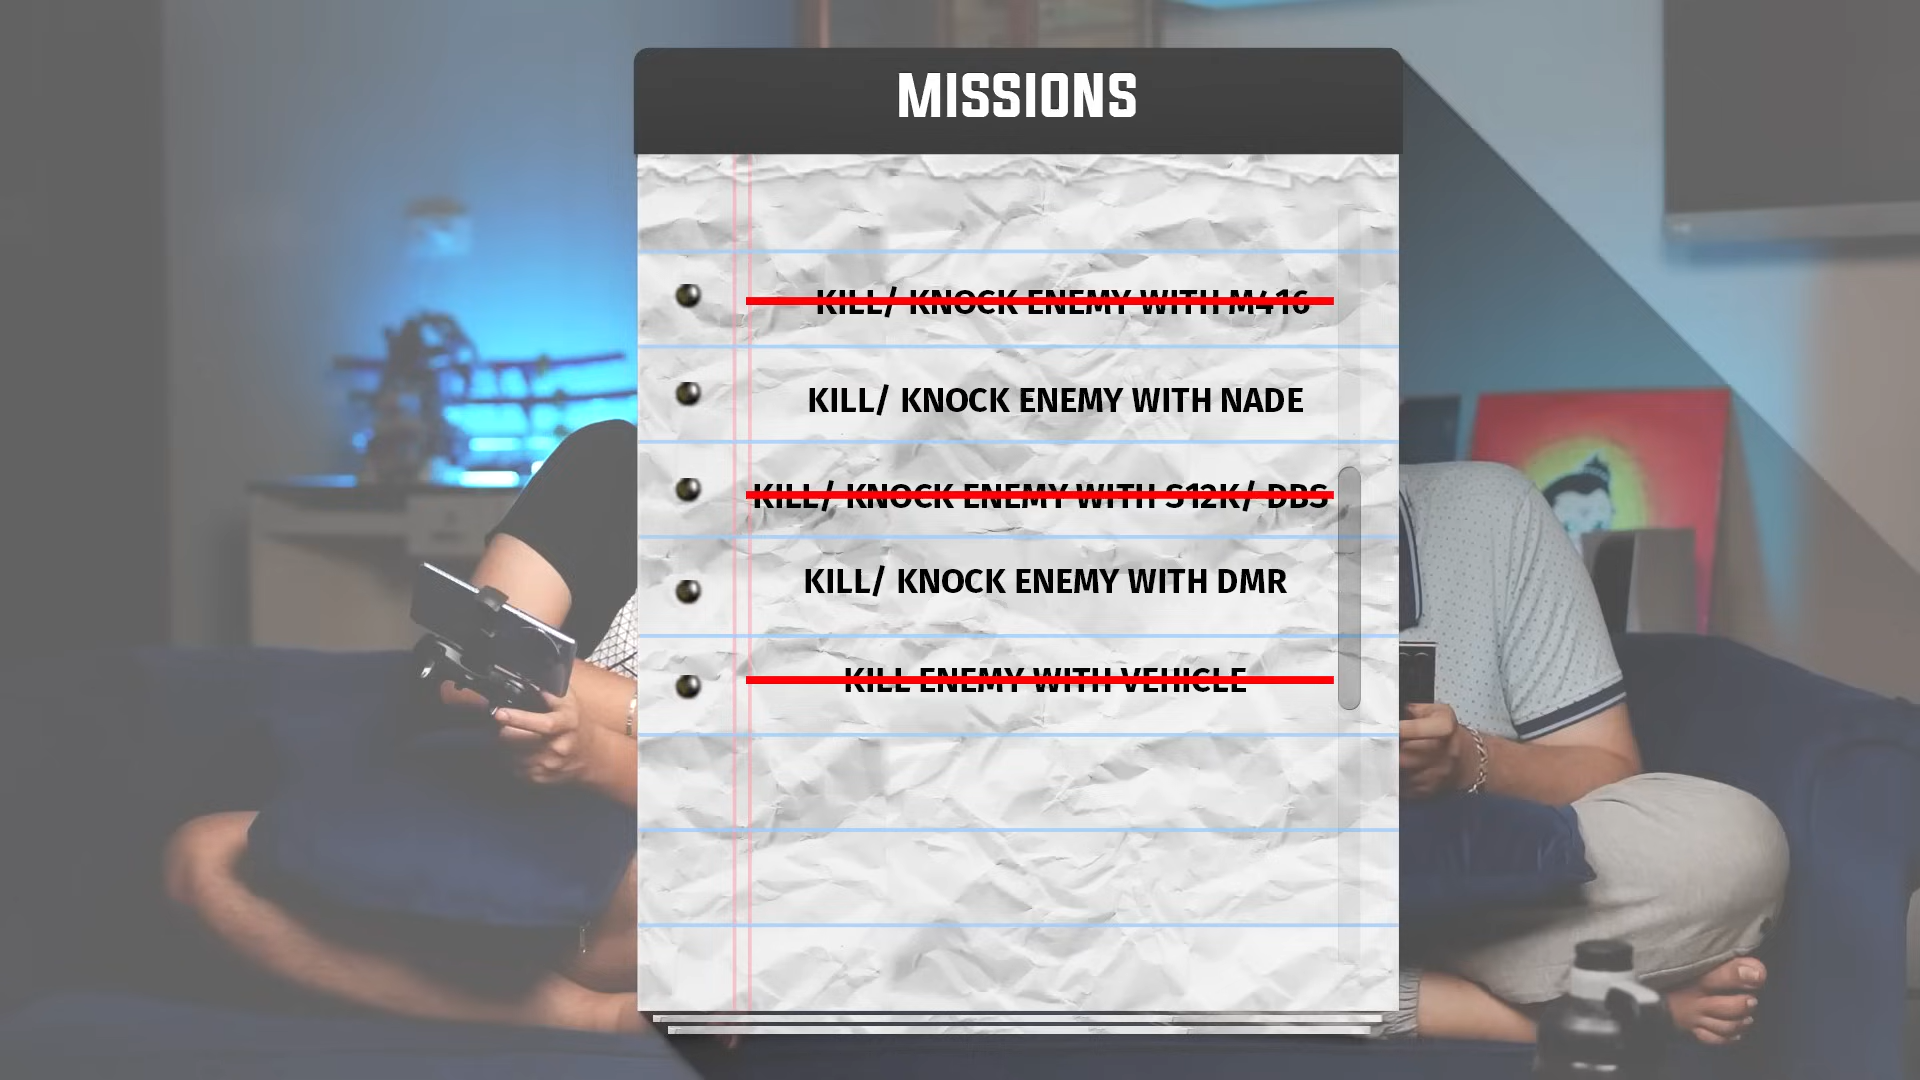 MISSIONS
KILL/ KNOCK ENEMY WITH M416
KILL/ KNOCK ENEMY WITH NADE
KILL/ KNOCK ENEMY WITH S12K/ DBS
KILL/ KNOCK ENEMY WITH DMR
KILL ENEMY WITH VEHICLE